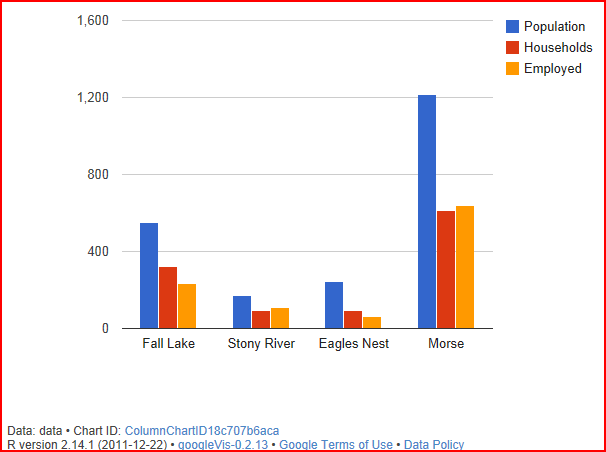 1,600
Population
Households
Employed
1,200
800
400
0
Fall Lake Stony River Eagles Nest Morse
Data: data • Chart ID: ColumnChartID18c707b6aca
R version 2.14.1 (2011-12-22) • googleVis-0.2.13 • Google Terms of Use • Data Policy